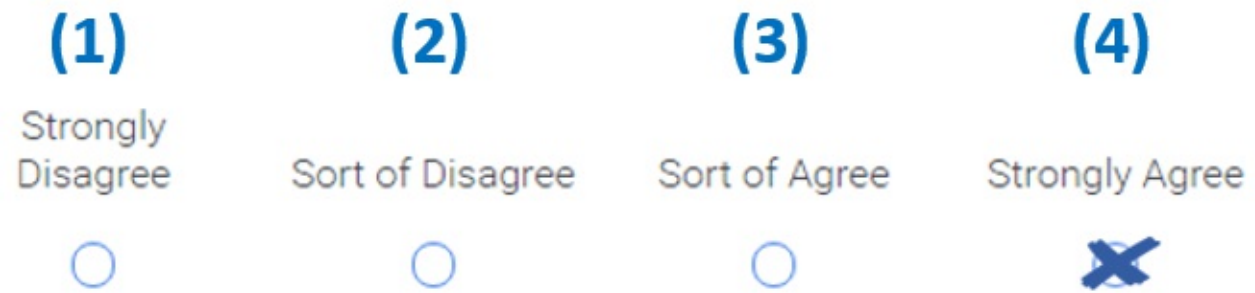 (1) (2) (3) (4)
Strongly
Disagree Sort of Disagree Sort of Agree Strongly Agree